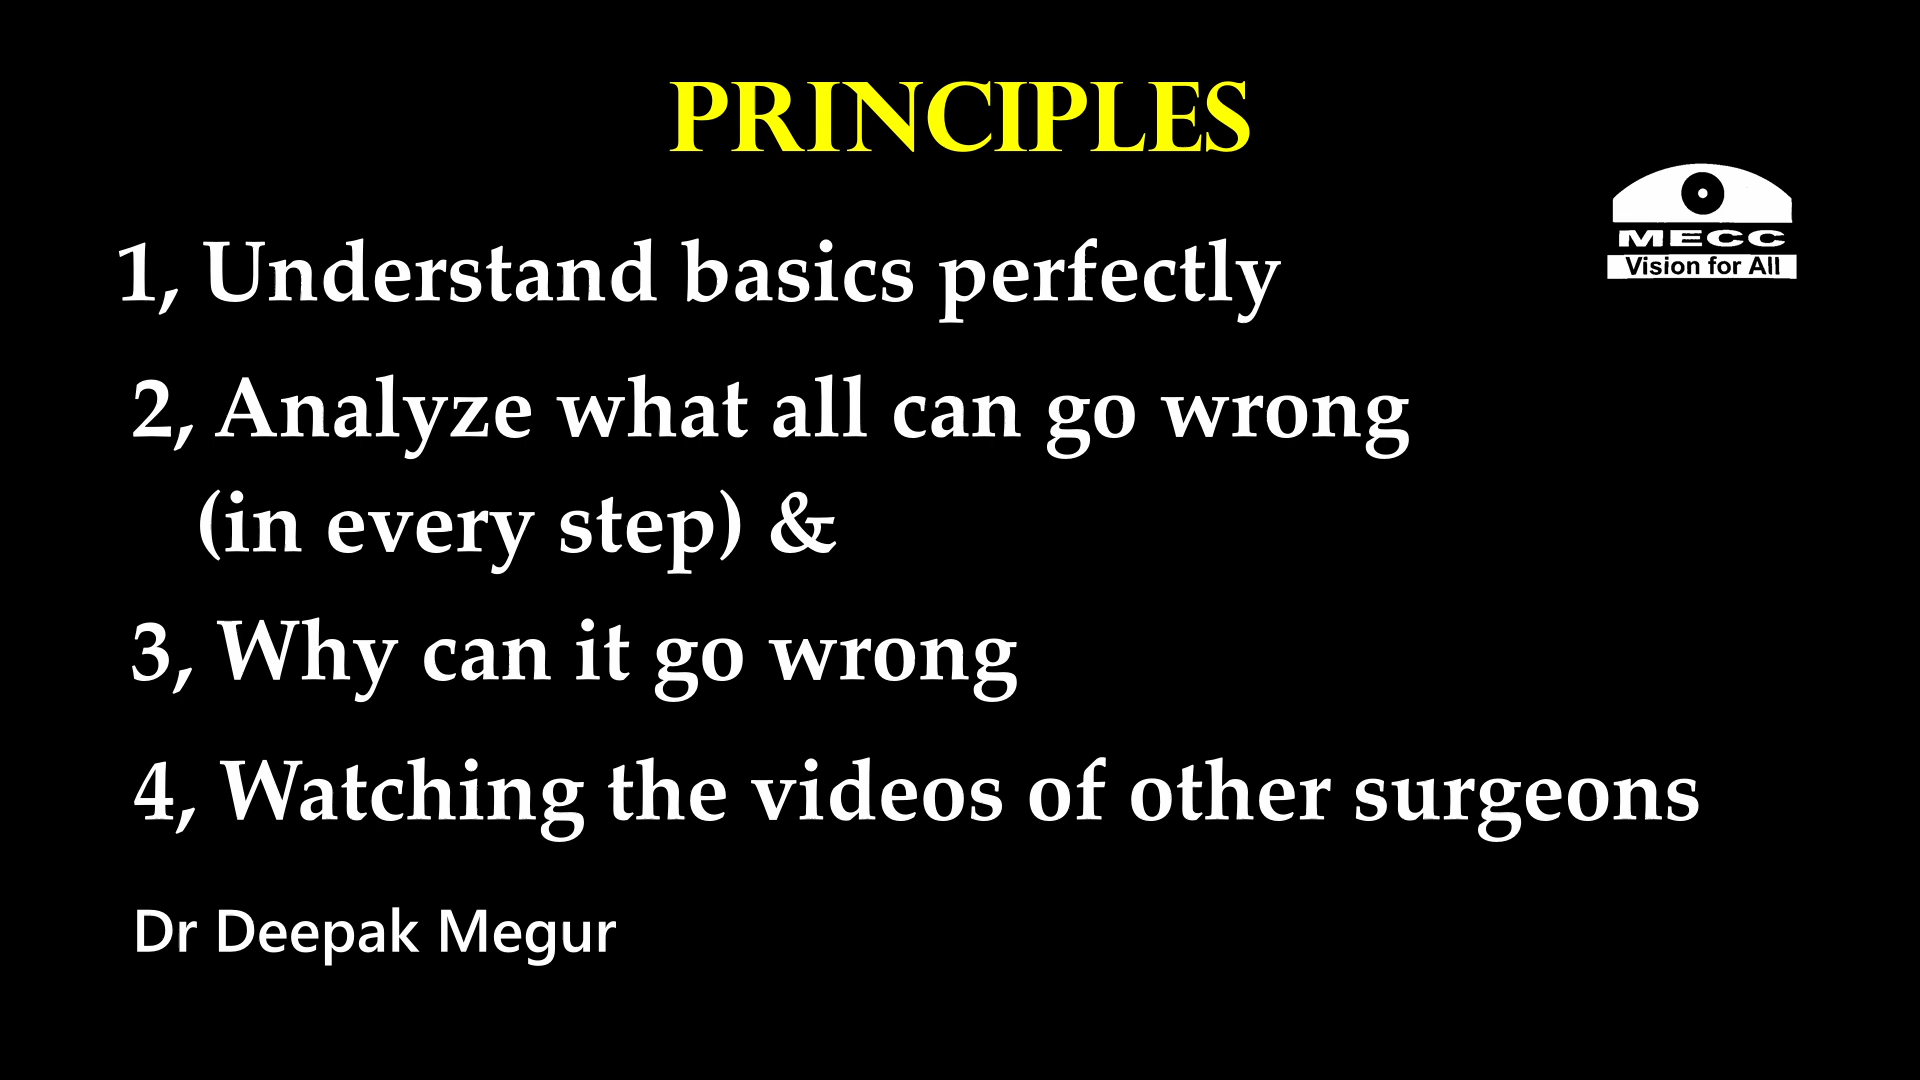 PRINCIPLES
MECC
Vision for All
1, Understand basics perfectly
2, Analyze what all can go wrong
(in every step) &
3, Why can it go wrong
4, Watching the videos of other surgeons
Dr Deepak Megur